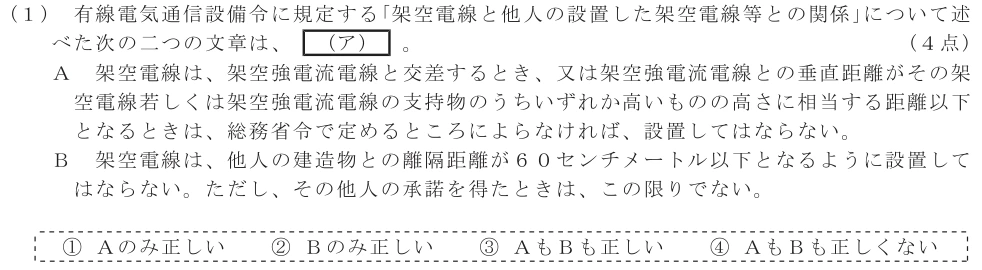 （１） 有線電気通信設備令に規定する｢架空電線と他人の設置した架空電線等との関係｣について述
べた次の二つの文章は、 （ア） 。 （４点）
Ａ 架空電線は、架空強電流電線と交差するとき、又は架空強電流電線との垂直距離がその架
空電線若しくは架空強電流電線の支持物のうちいずれか高いものの高さに相当する距離以下
となるときは、総務省令で定めるところによらなければ、設置してはならない。
Ｂ 架空電線は、他人の建造物との離隔距離が６０センチメートル以下となるように設置して
はならない。ただし、その他人の承諾を得たときは、この限りでない。
① Ａのみ正しい ② Ｂのみ正しい ③ ＡもＢも正しい ④ ＡもＢも正しくない